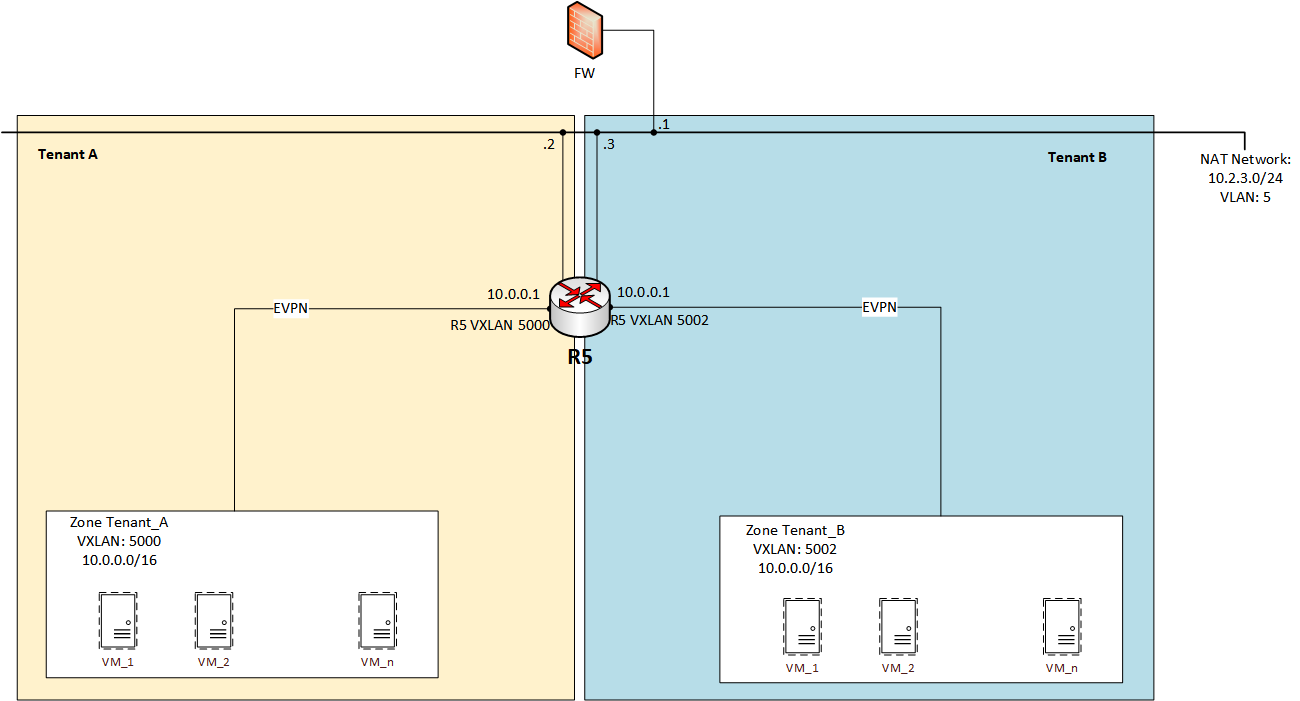 FW
.1
.2
.3
Tenant A
Tenant B
NAT Network:
10.2.3.0/24
VLAN: 5
10.0.0.1
10.0.0.1
EVPN
EVPN
R5 VXLAN 5000
R5 VXLAN 5002
R5
Zone Tenant_A
VXLAN: 5000
10.0.0.0/16
VM_1
VM_2
VM_n
Zone Tenant_B
VXLAN: 5002
10.0.0.0/16
VM_1
VM_2
VM_n